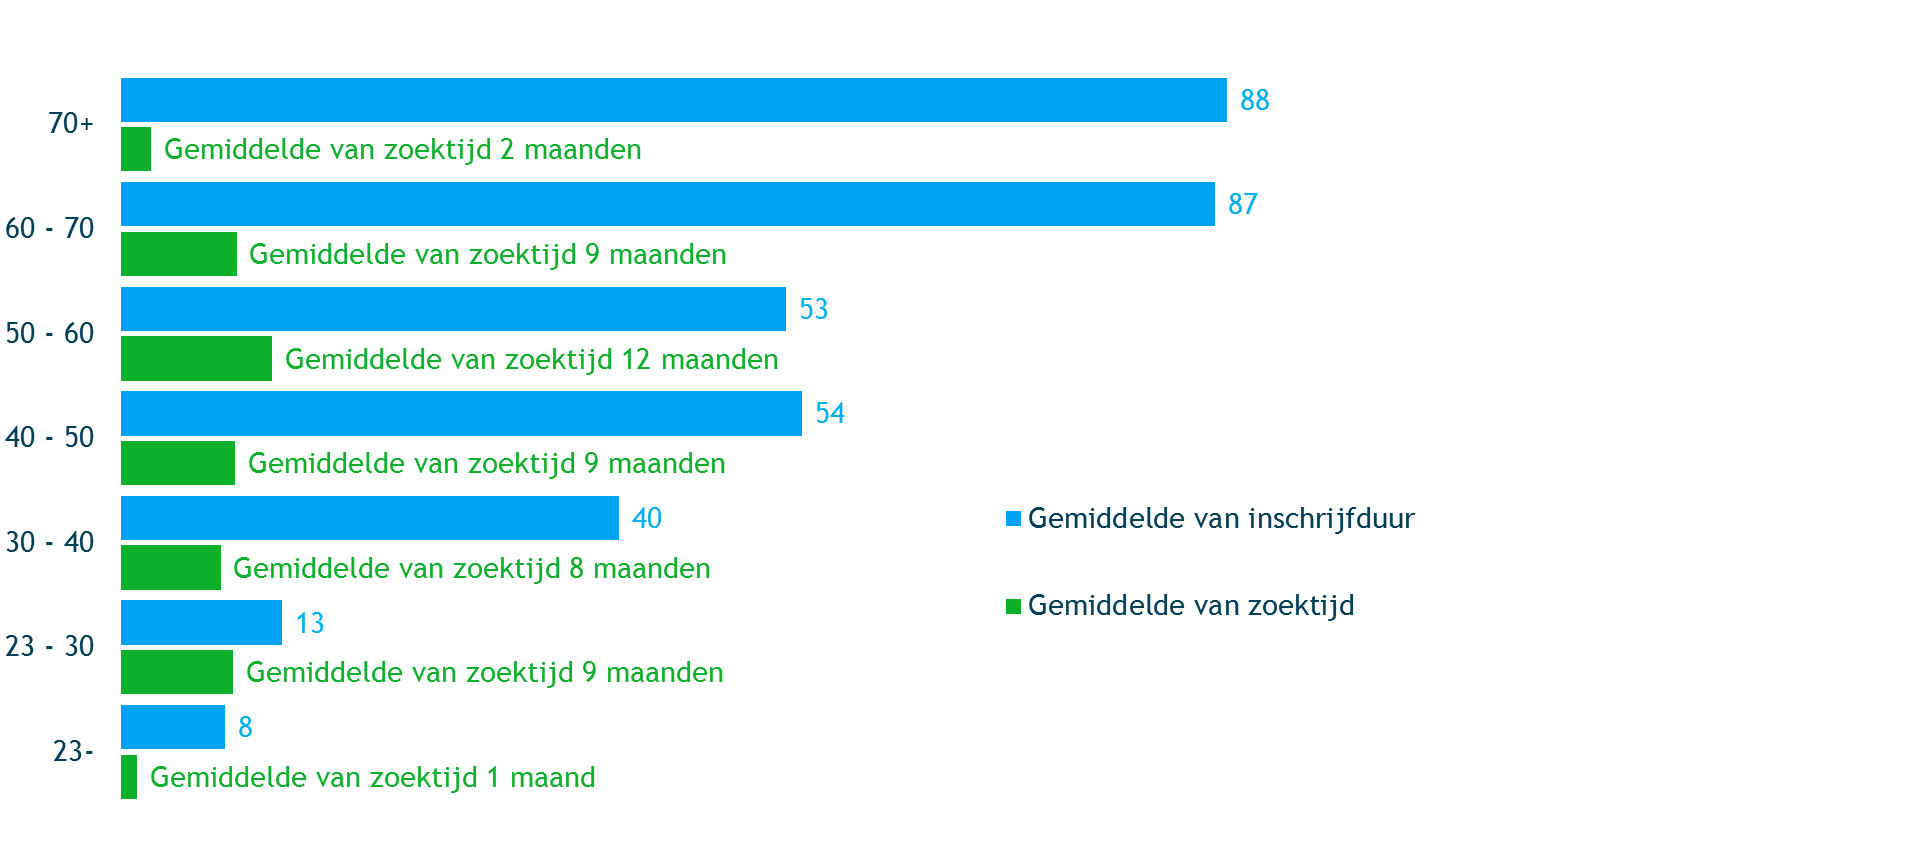 88
70+
Gemiddelde van zoektijd 2 maanden
87
60 - 70
Gemiddelde van zoektijd 9 maanden
53
50 - 60
Gemiddelde van zoektijd 12 maanden
54
40 - 50
Gemiddelde van zoektijd 9 maanden
40
30 - 40
Gemiddelde van zoektijd 8 maanden
13
23 - 30
Gemiddelde van zoektijd 9 maanden
8
23-
Gemiddelde van zoektijd 1 maand
Gemiddelde van inschrijfduur
Gemiddelde van zoektijd